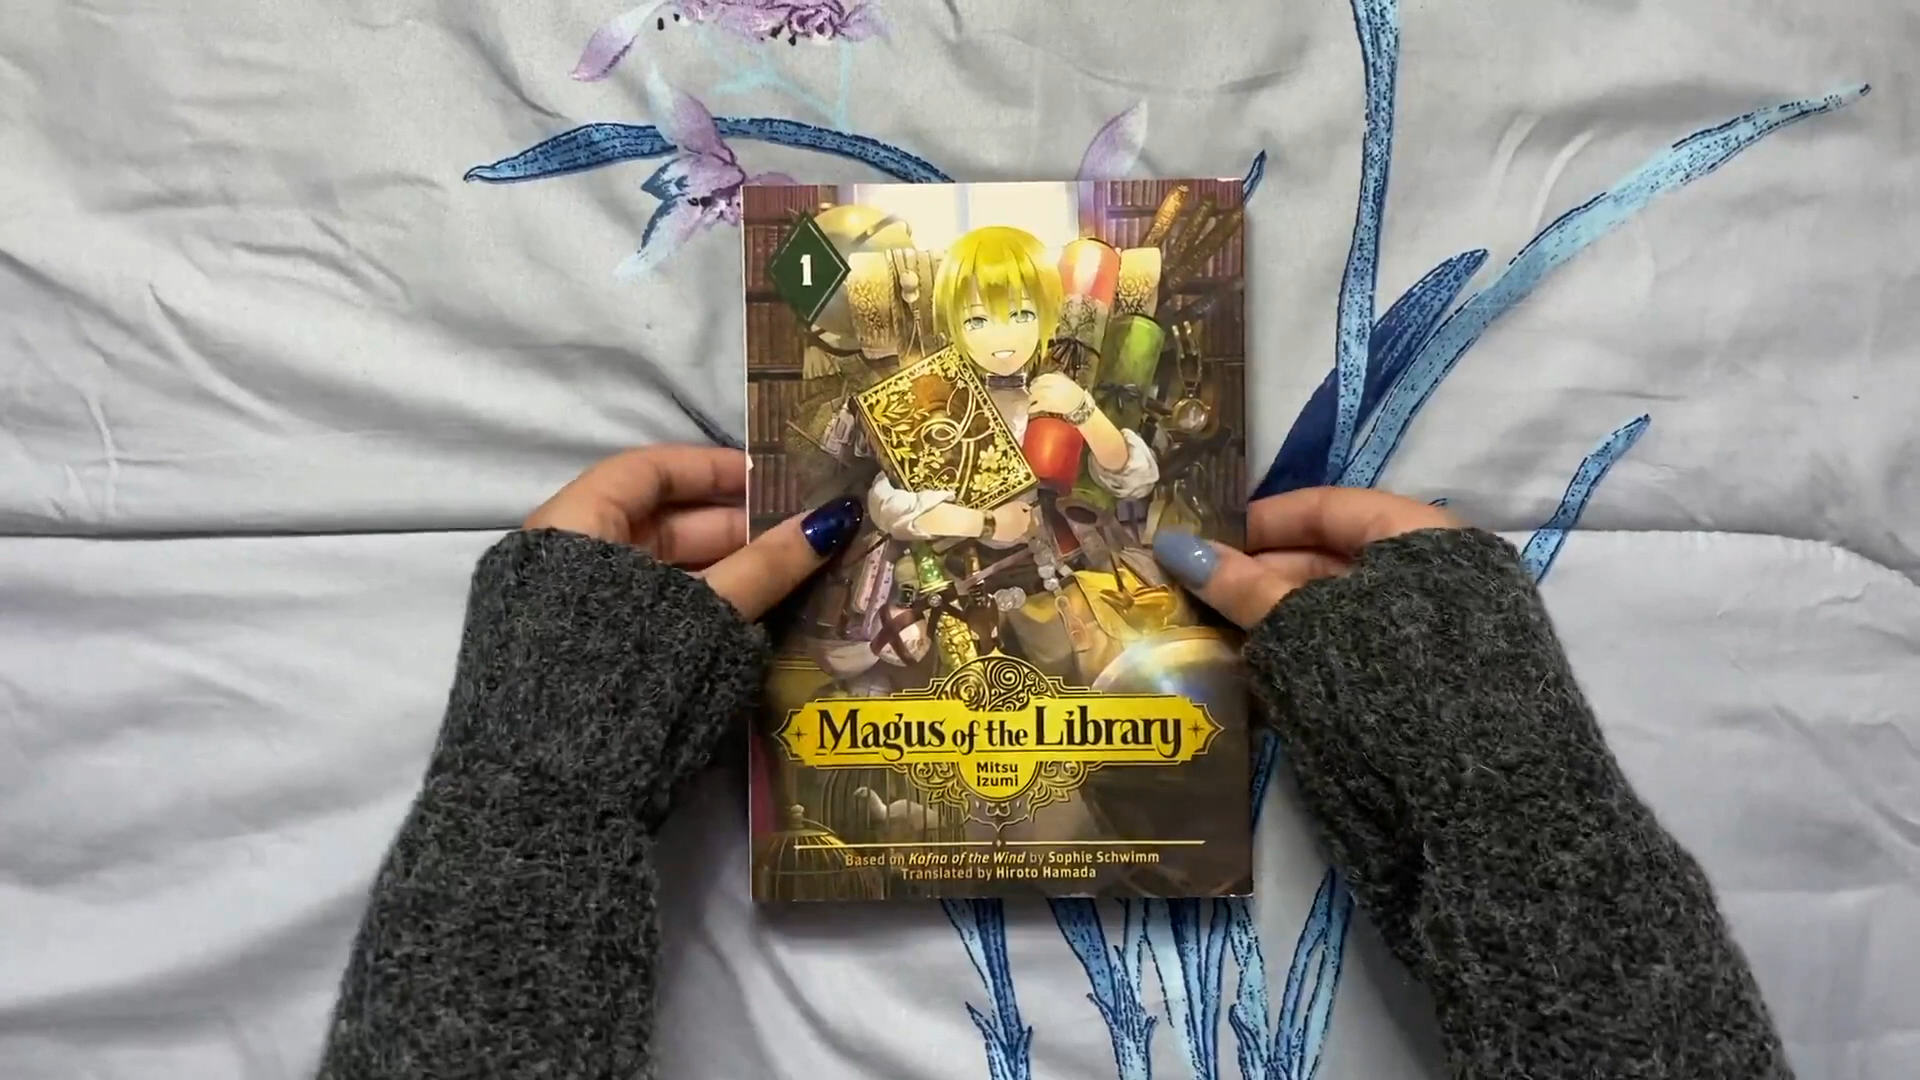 1
Magus of the Library
Mitsu
Izumi
Based on Kafna of the Wind by Sophie Schwimm
Translated by Hiroto Hamada